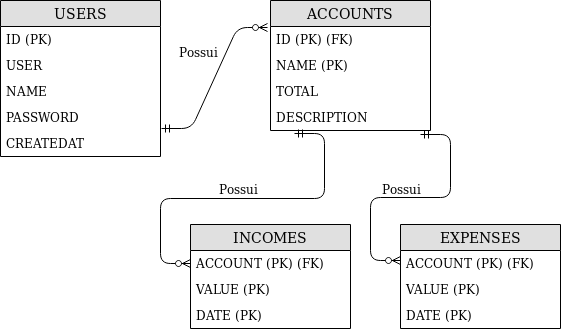 USERS
ID (PK)
USER
NAME
PASSWORD
CREATEDAT
Possui
ACCOUNTS
ID (PK) (FK)
NAME (PK)
TOTAL
DESCRIPTION
Possui
Possui
INCOMES
ACCOUNT (PK) (FK)
VALUE (PK)
DATE (PK)
EXPENSES
ACCOUNT (PK) (FK)
VALUE (PK)
DATE (PK)